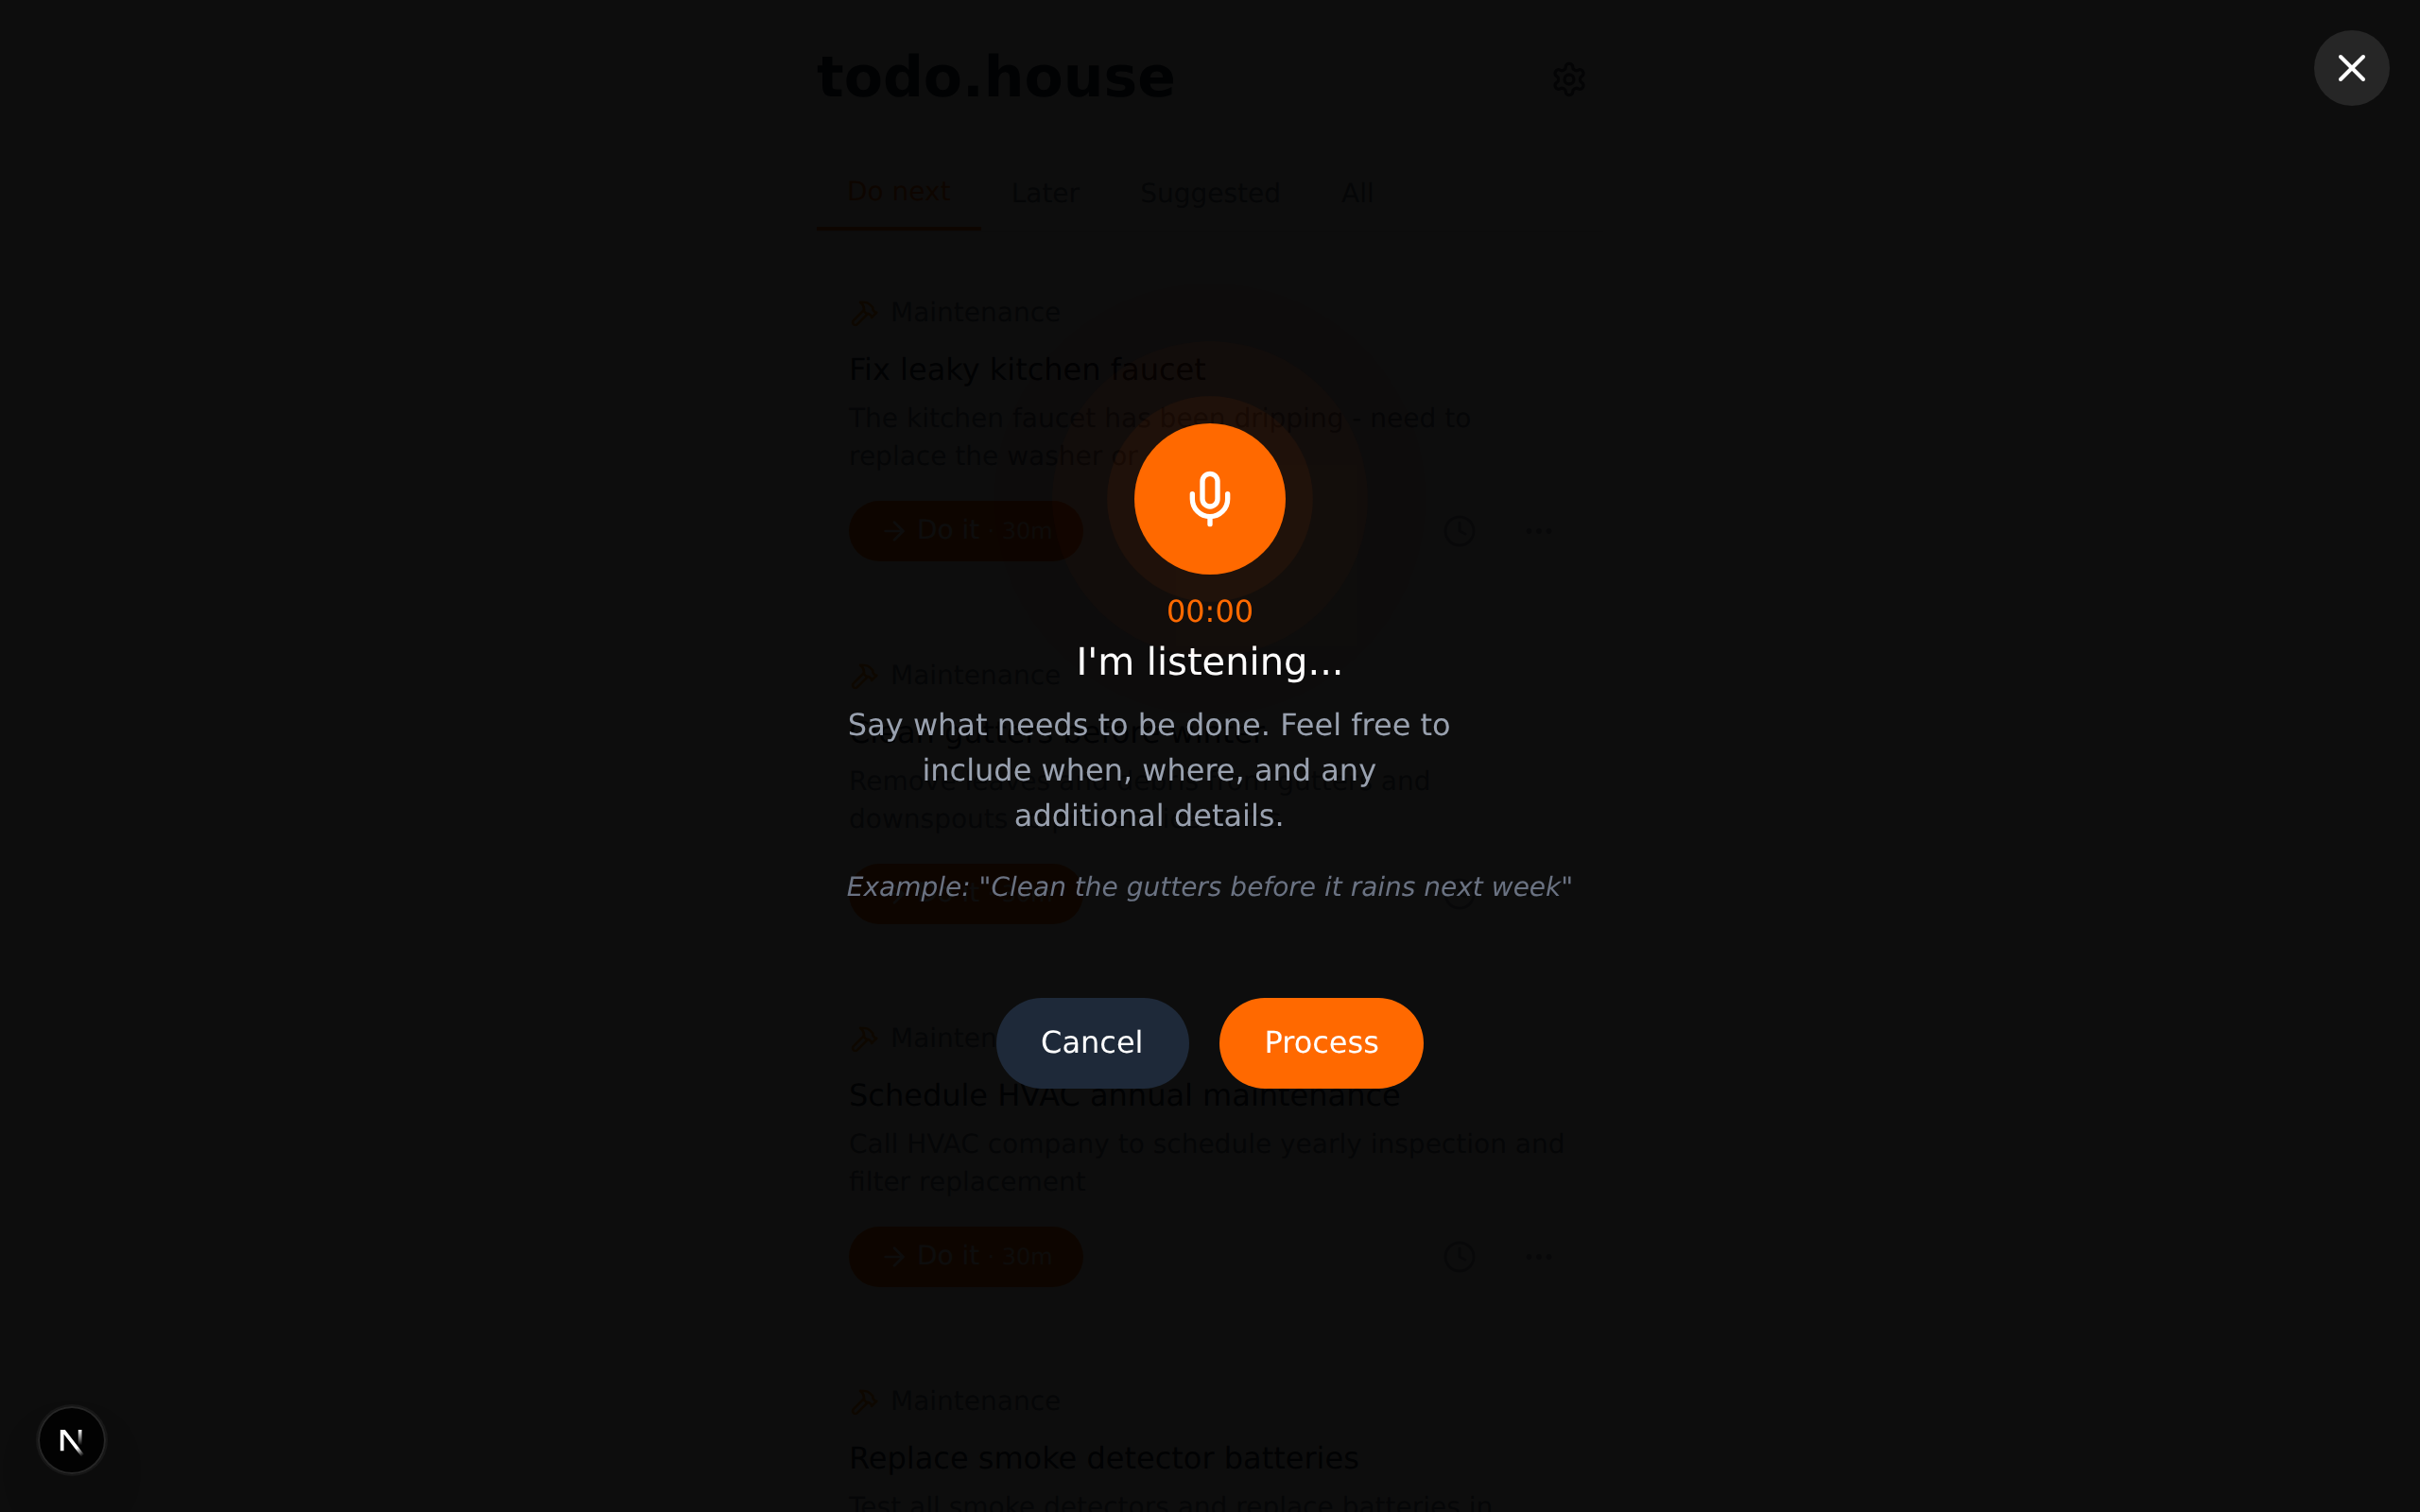 todo.house
Do next
Later
Suggested
All
Maintenance
Fix leaky kitchen faucet
The kitchen faucet has been dripping - need to
replace the washer or
Do it · 30m
00:00
I'm listening...
Maintenance
Clean gutters before winter
Say what needs to be done. Feel free to
include when, where, and any
additional details.
Remove leaves and debris from gutters and
downspouts
Example: "Clean the gutters before it rains next week"
Cancel
Process
Mainten
Schedule HVAC annual maintenance
Call HVAC company to schedule yearly inspection and
filter replacement
Do it · 30m
Maintenance
Replace smoke detector batteries
Test all smoke detectors and replace batteries in
N